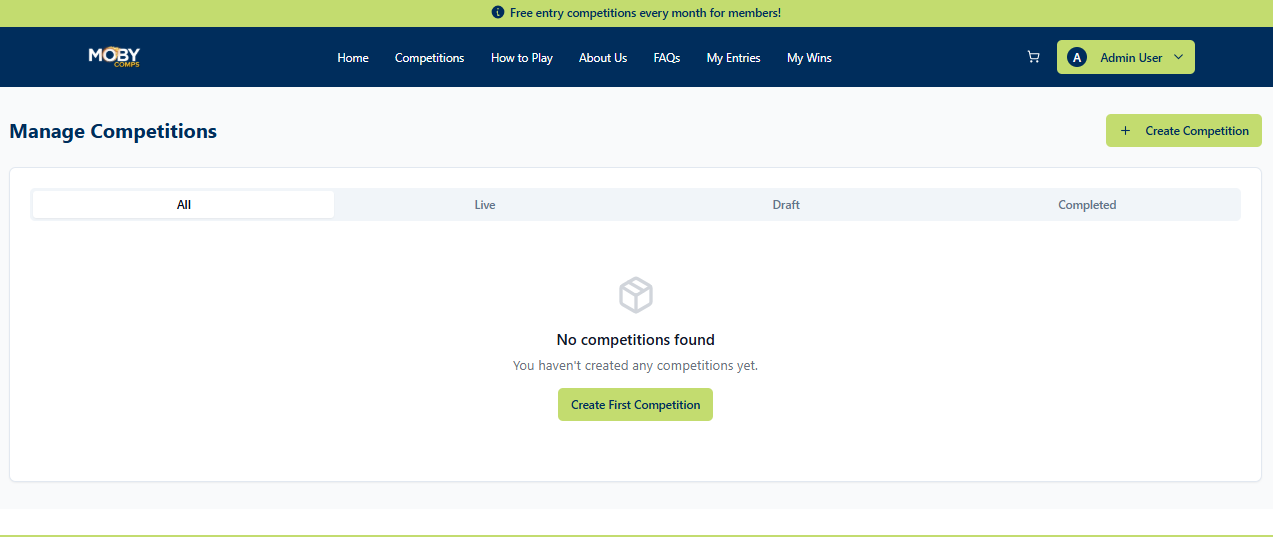 Free entry competitions every month for members!
MOBY
COMPS
Home Competitions How to Play About Us FAQs My Entries My Wins
A Admin User
Manage Competitions
+ Create Competition
All Live Draft Completed
No competitions found
You haven't created any competitions yet.
Create First Competition